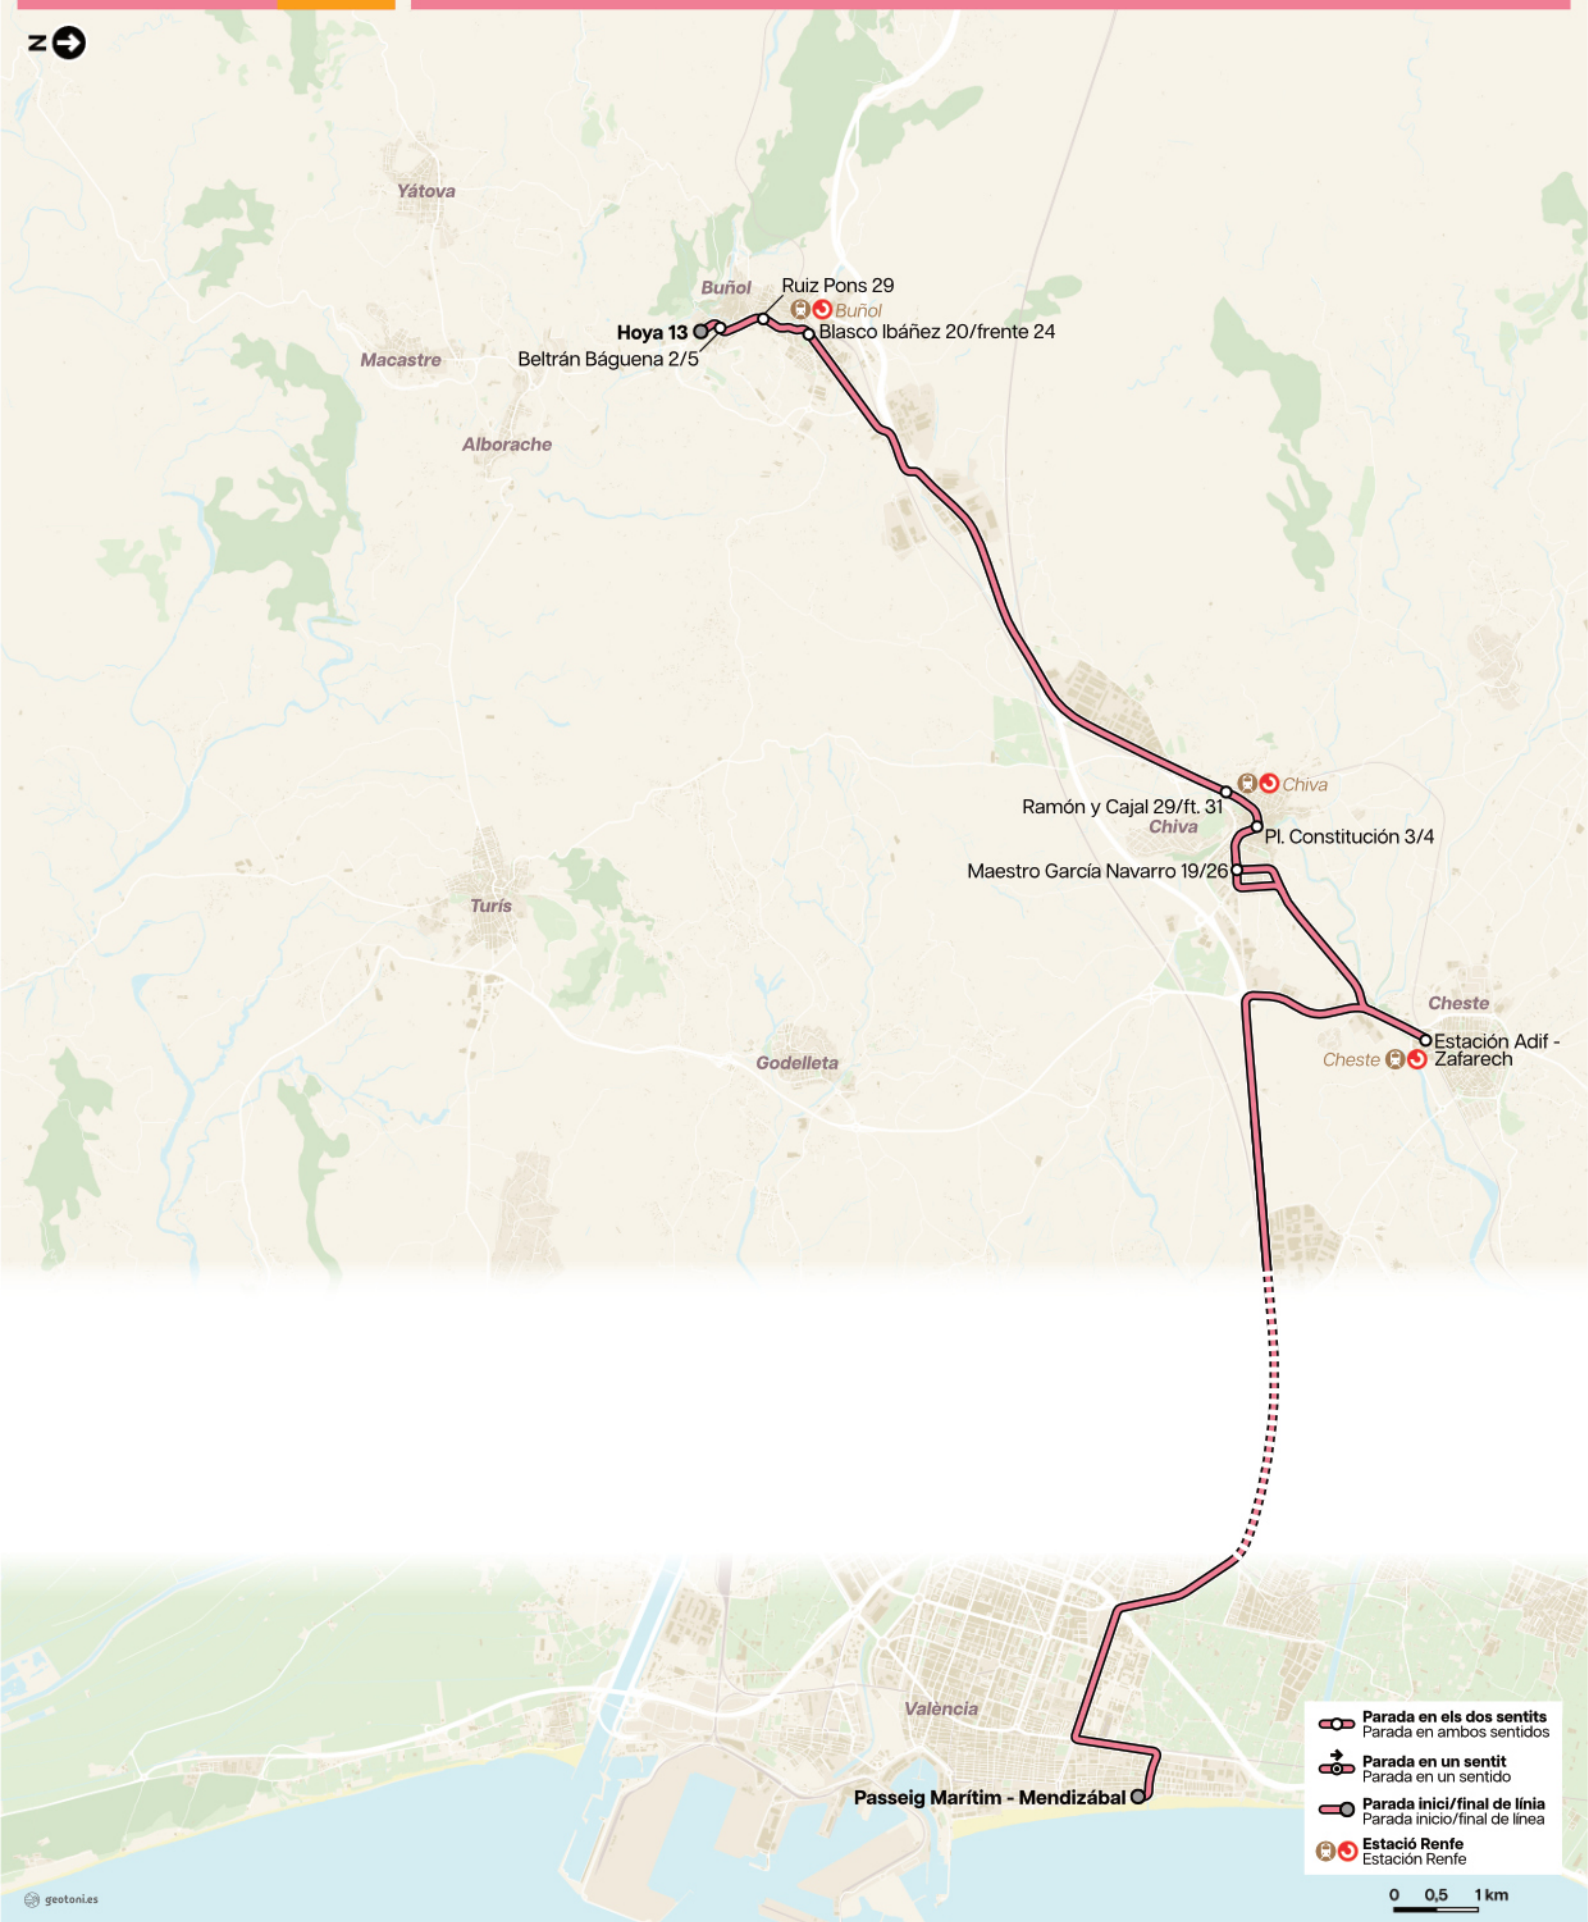 N
Yátova
Buñol
Ruiz Pons 29
Buñol
Hoya 13
Blasco Ibáñez 20/frente 24
Beltrán Báguena 2/5
Macastre
Alborache
Chiva
Ramón y Cajal 29/ft. 31
Chiva
Pl. Constitución 3/4
Maestro García Navarro 19/26
Turís
Cheste
Estación Adif -
Zafarech
Cheste
Godelleta
València
Passeig Marítim - Mendizábal
Parada en els dos sentits
Parada en ambos sentidos
Parada en un sentit
Parada en un sentido
Parada inici/final de línia
Parada inicio/final de línea
Estació Renfe
Estación Renfe
0 0,5 1 km
geotoni.es